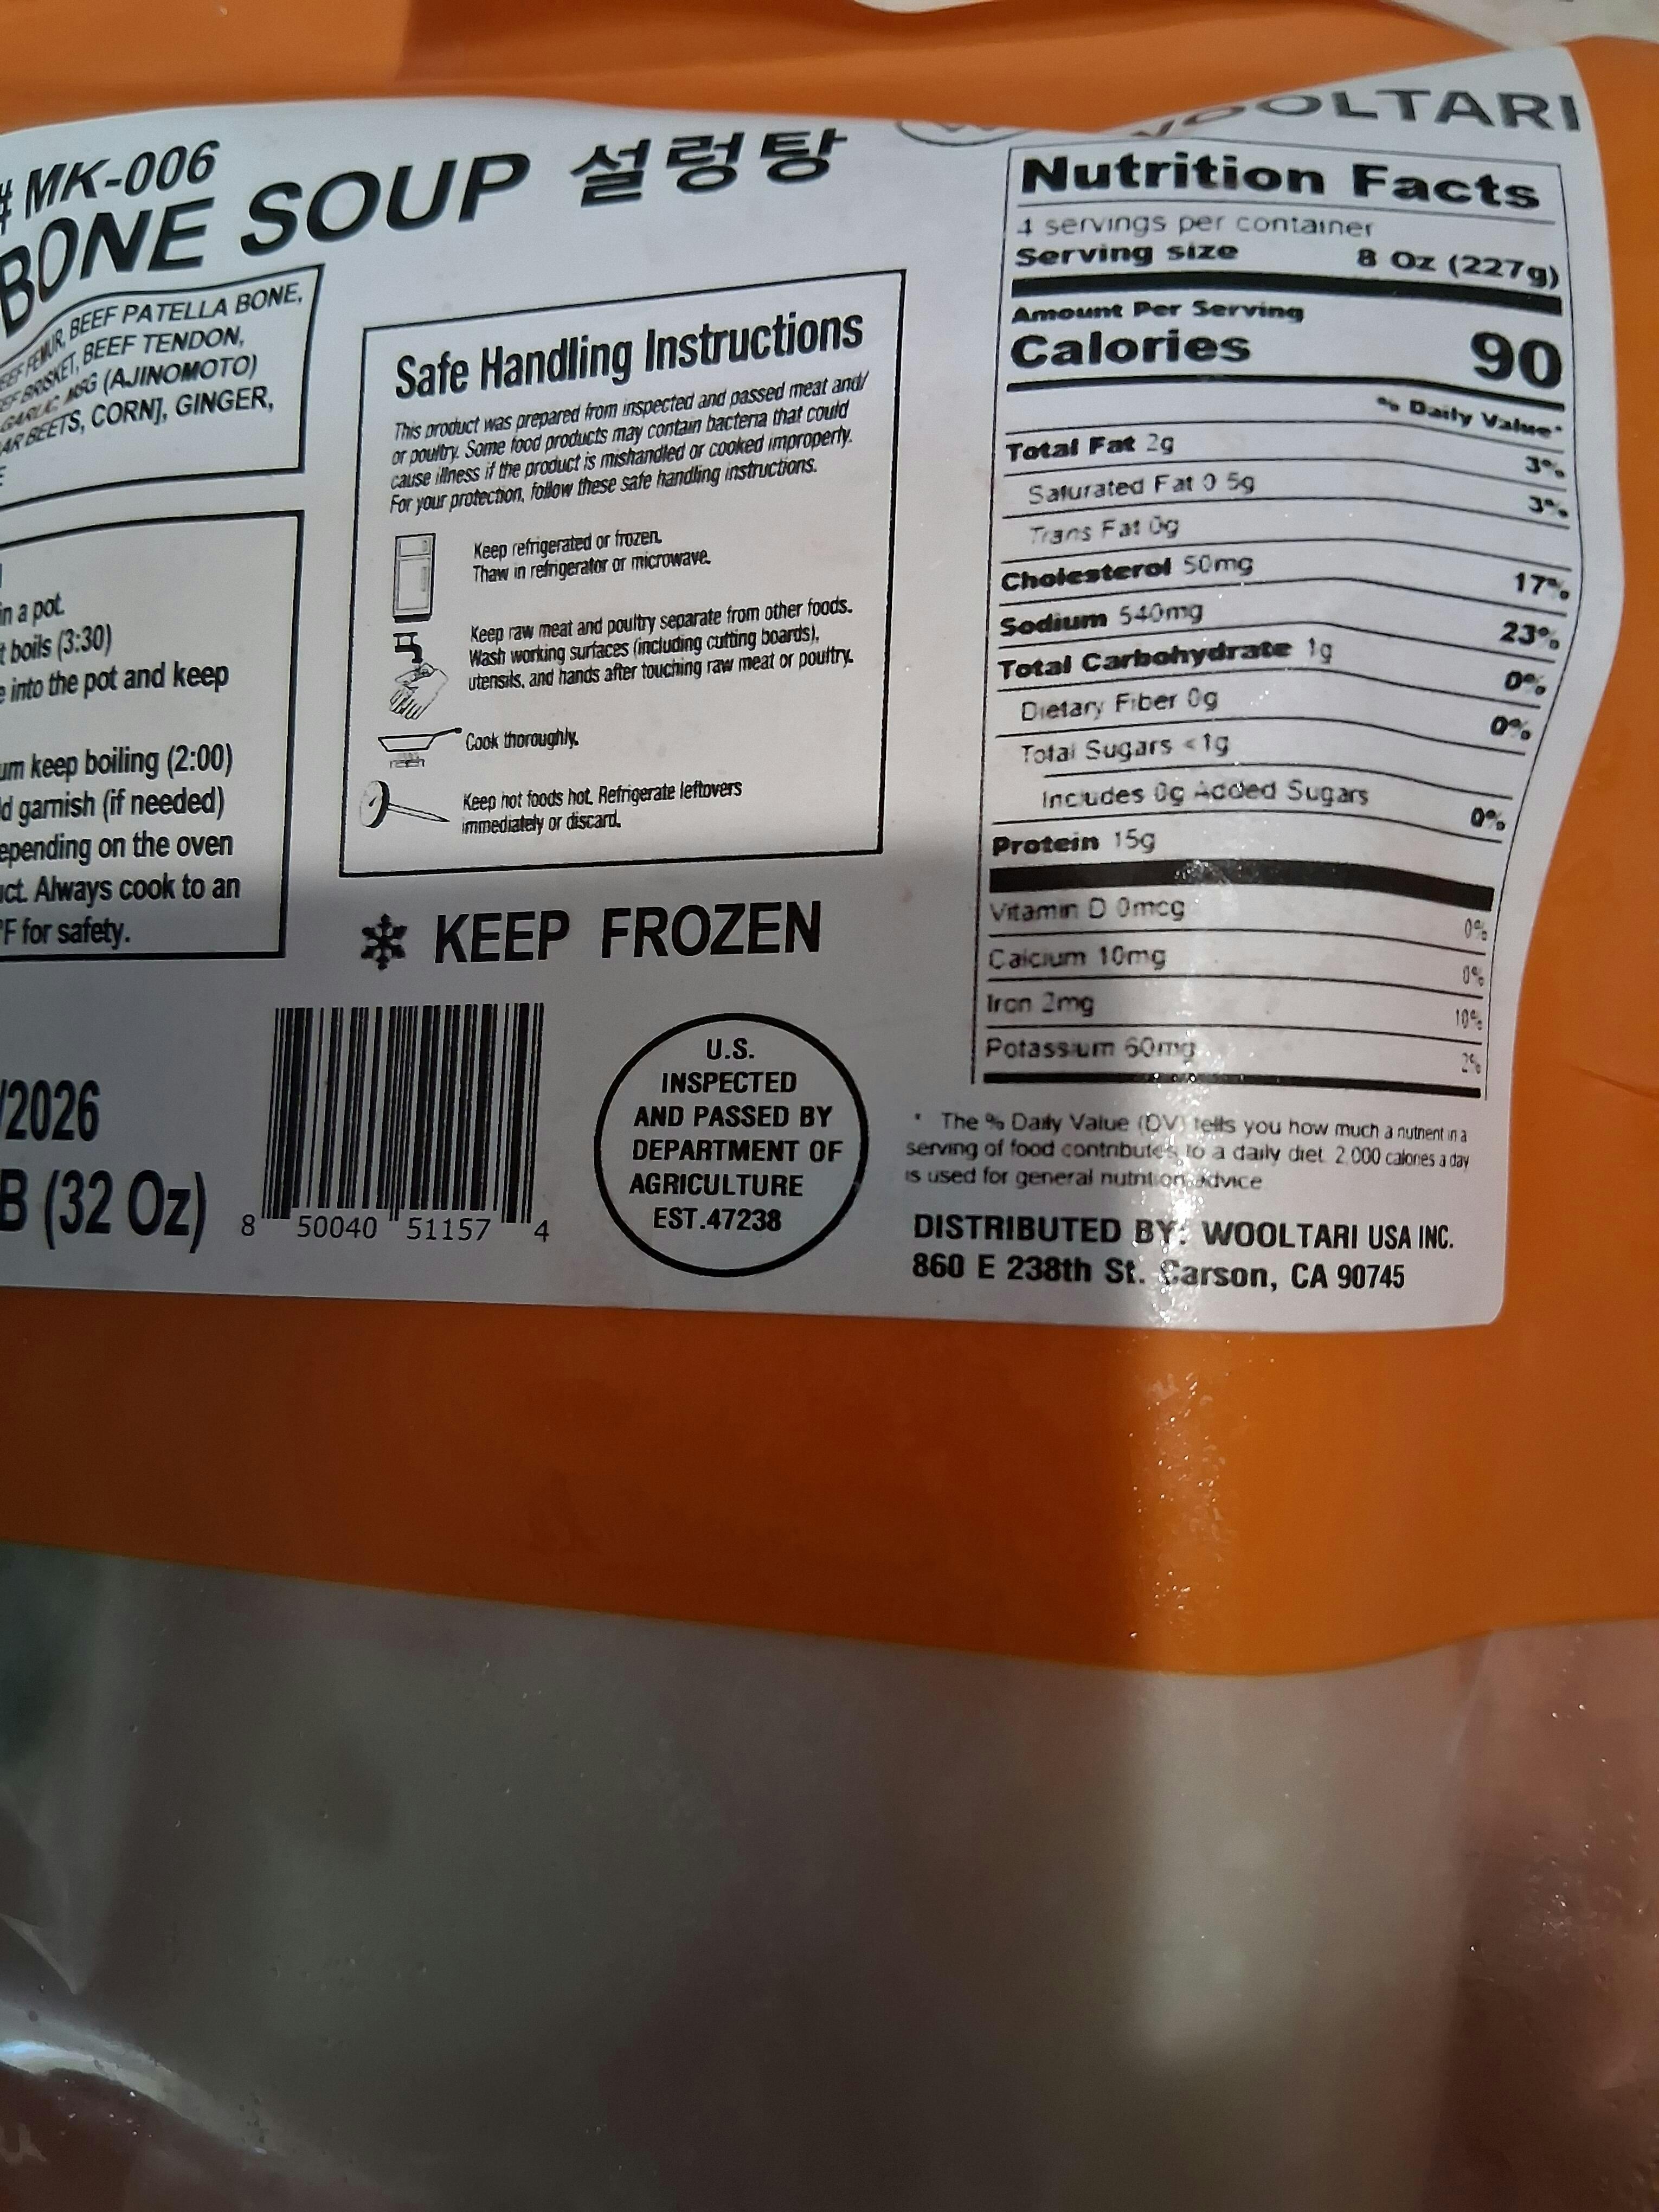 # MK-006
BONE SOUP 설렁탕
BEEF FEMUR, BEEF PATELLA BONE,
BEEF BRISKET, BEEF TENDON,
GARLIC, MSG (AJINOMOTO)
BEETS, CORN], GINGER,
in a pot.
boils (3:30)
into the pot and keep
keep boiling (2:00)
garnish (if needed)
epending on the oven
uct. Always cook to an
°F for safety.
/2026
B (32 Oz)
Safe Handling Instructions
This product was prepared from inspected and passed meat and/
or poultry. Some food products may contain bacteria that could
cause illness if the product is mishandled or cooked improperly.
For your protection, follow these safe handling instructions.
Keep refrigerated or frozen.
Thaw in refrigerator or microwave.
Keep raw meat and poultry separate from other foods.
Wash working surfaces (including cutting boards),
utensils, and hands after touching raw meat or poultry.
Cook thoroughly.
Keep hot foods hot. Refrigerate leftovers
immediately or discard.
KEEP FROZEN
8 50040 51157 4
U.S.
INSPECTED
AND PASSED BY
DEPARTMENT OF
AGRICULTURE
EST.47238
WOOLTARI
Nutrition Facts
4 servings per container
Serving size 8 Oz (227g)
Amount Per Serving
Calories 90
% Daily Value*
Total Fat 2g 3%
Saturated Fat 0.5g 3%
Trans Fat 0g
Cholesterol 50mg 17%
Sodium 540mg 23%
Total Carbohydrate 1g 0%
Dietary Fiber 0g 0%
Total Sugars <1g
Includes 0g Added Sugars 0%
Protein 15g
Vitamin D 0mcg 0%
Calcium 10mg 0%
Iron 2mg 10%
Potassium 60mg 2%
* The % Daily Value (DV) tells you how much a nutrient in a
serving of food contributes to a daily diet. 2,000 calories a day
is used for general nutrition advice.
DISTRIBUTED BY: WOOLTARI USA INC.
860 E 238th St. Carson, CA 90745